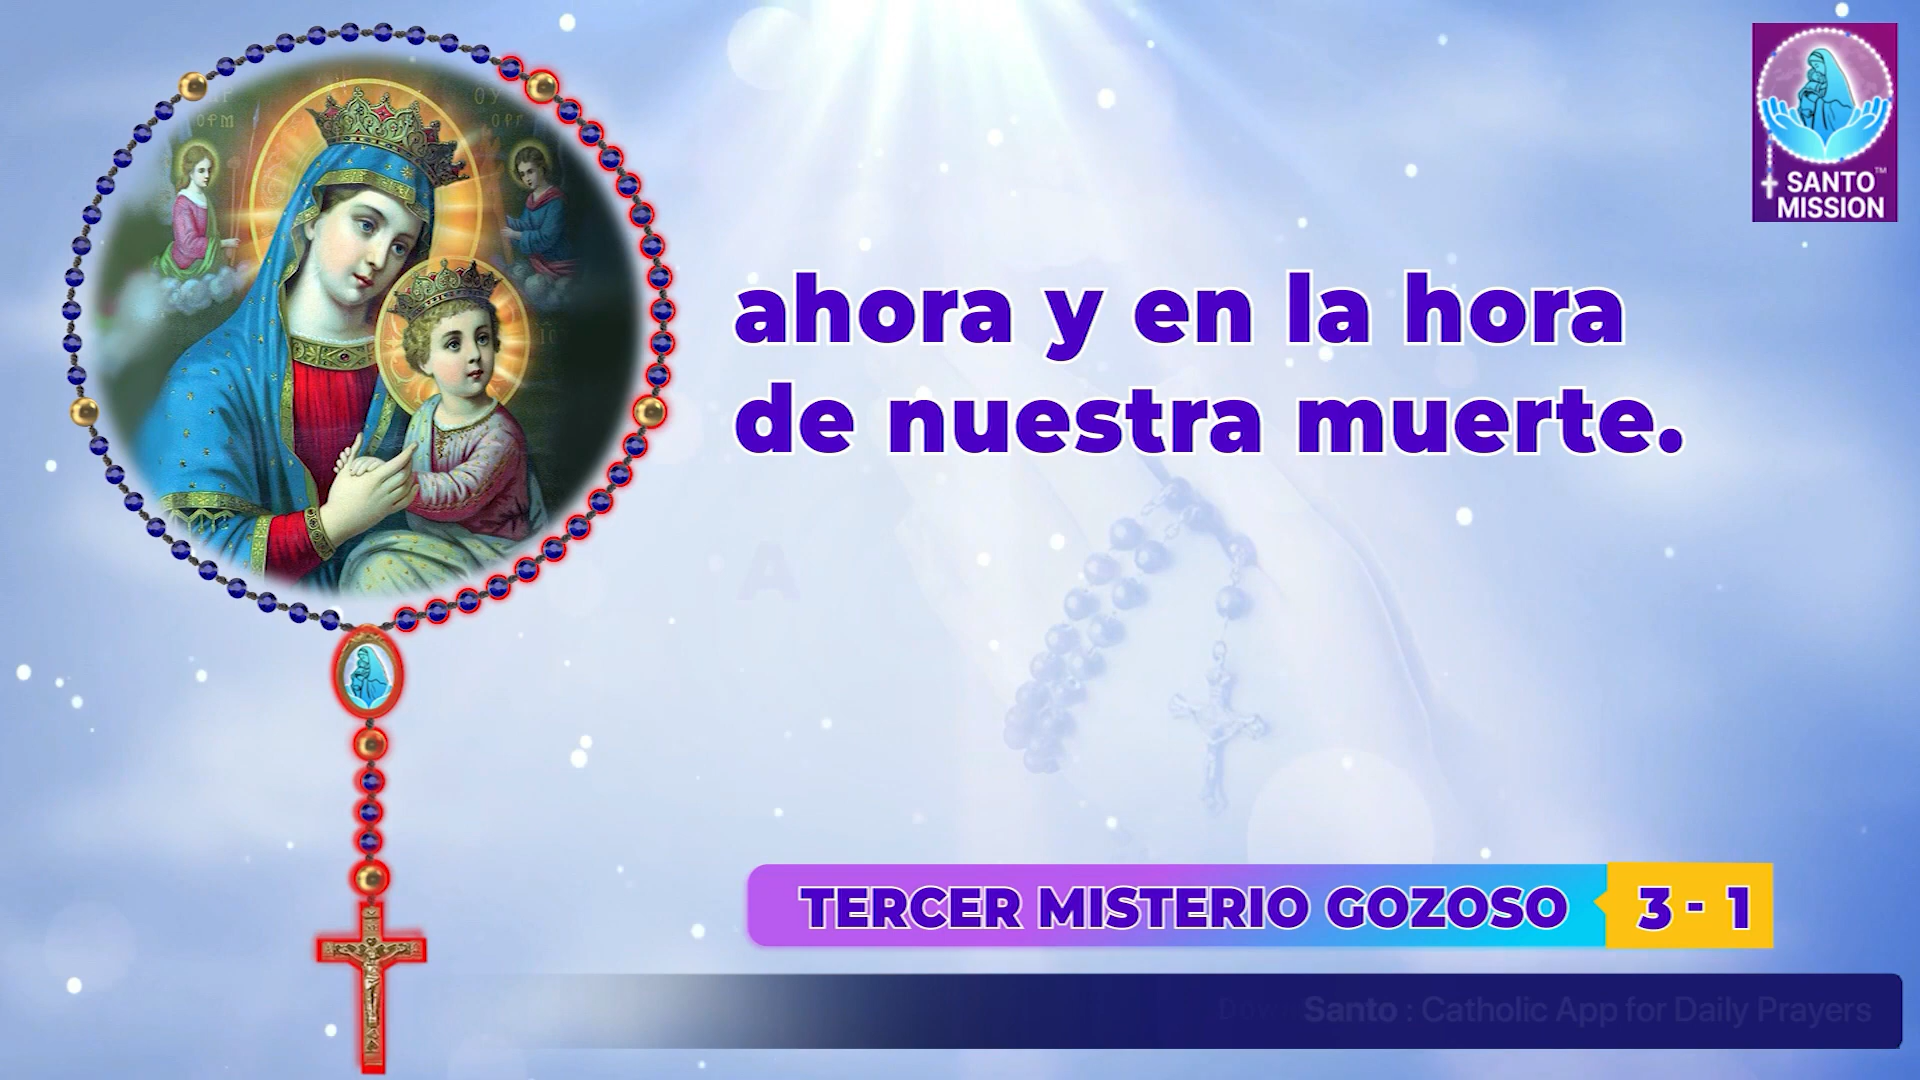 SANTO™
MISSION
ahora y en la hora
de nuestra muerte.
A
TERCER MISTERIO GOZOSO 3 - 1
Santo : Catholic App for Daily Prayers